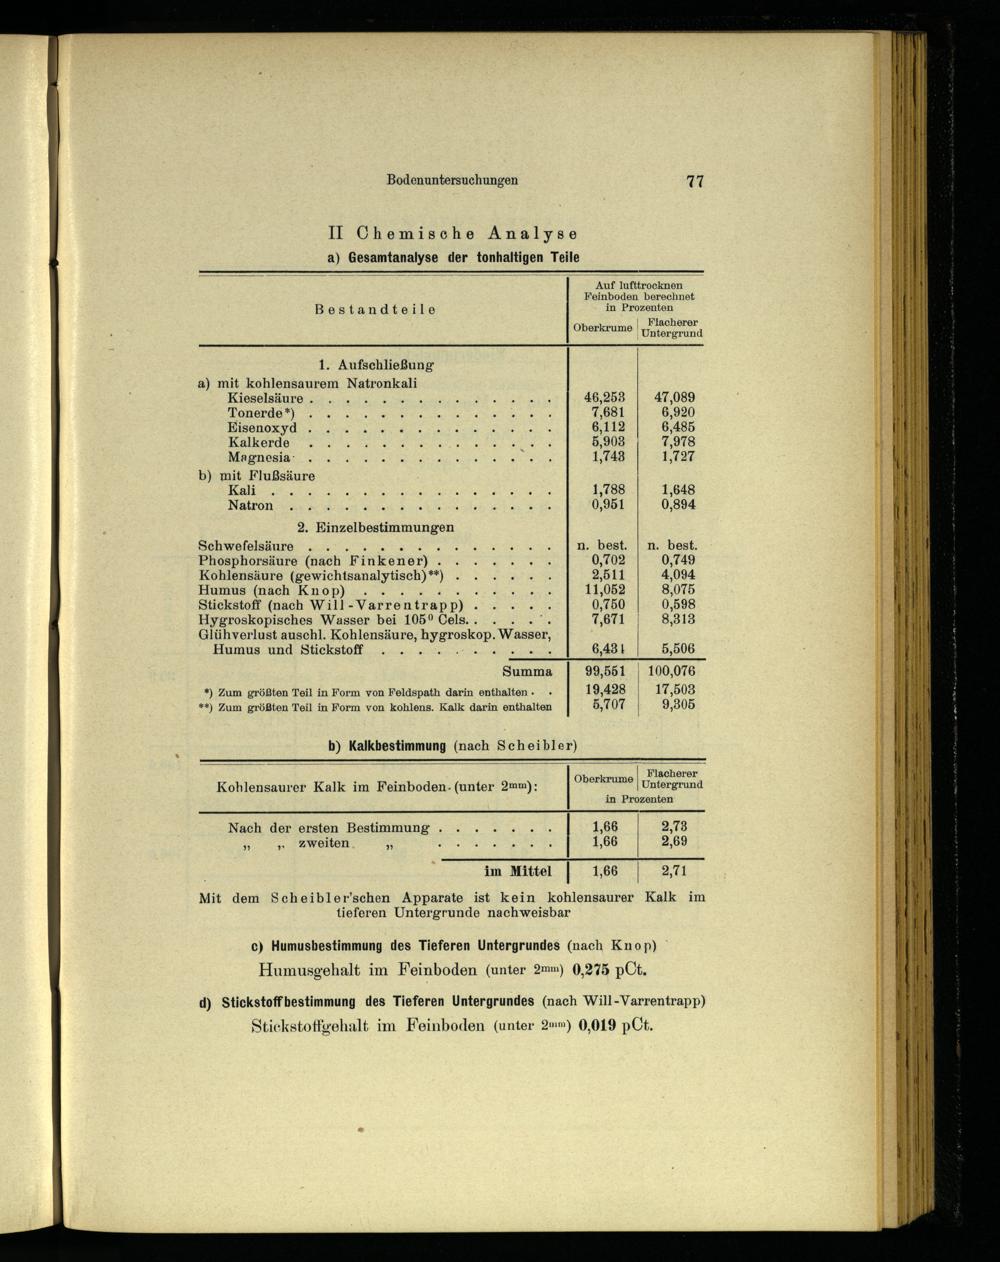 Bodenuntersuchungen 77
II Chemische Analyse
a) Gesamtanalyse der tonhaltigen Teile
Bestandteile
Auf lufttrocknen
Feinboden berechnet
in Prozenten
Oberkrume Flacherer
Untergrund
1. Aufschließung
a) mit kohlensaurem Natronkali
Kieselsäure . . . . . . . . . . . . . . 46,253 47,089
Tonerde*) . . . . . . . . . . . . . . 7,681 6,920
Eisenoxyd . . . . . . . . . . . . . . 6,112 6,485
Kalkerde . . . . . . . . . . . . . . 5,903 7,978
Magnesia . . . . . . . . . . . . . . 1,743 1,727
b) mit Flußsäure
Kali . . . . . . . . . . . . . . . . 1,788 1,648
Natron . . . . . . . . . . . . . . . 0,951 0,894
2. Einzelbestimmungen
Schwefelsäure . . . . . . . . . . . . . . n. best. n. best.
Phosphorsäure (nach Finkener) . . . . . . . 0,702 0,749
Kohlensäure (gewichtsanalytisch)**) . . . . . . 2,511 4,094
Humus (nach Knop) . . . . . . . . . . . 11,052 8,075
Stickstoff (nach Will-Varrentrapp) . . . . . 0,750 0,598
Hygroskopisches Wasser bei 105° Cels. . . . . . 7,671 8,313
Glühverlust auschl. Kohlensäure, hygroskop. Wasser,
Humus und Stickstoff . . . . . . . . . . 6,431 5,506
Summa 99,551 100,076
*) Zum größten Teil in Form von Feldspath darin enthalten . . 19,428 17,503
**) Zum größten Teil in Form von kohlens. Kalk darin enthalten 5,707 9,305
b) Kalkbestimmung (nach Scheibler)
Kohlensaurer Kalk im Feinboden (unter 2mm):
Oberkrume Flacherer
Untergrund
in Prozenten
Nach der ersten Bestimmung . . . . . . . 1,66 2,73
„ „ zweiten „ . . . . . . . 1,66 2,69
im Mittel 1,66 2,71
Mit dem Scheibler'schen Apparate ist kein kohlensaurer Kalk im
tieferen Untergrunde nachweisbar
c) Humusbestimmung des Tieferen Untergrundes (nach Knop)
Humusgehalt im Feinboden (unter 2mm) 0,275 pCt.
d) Stickstoffbestimmung des Tieferen Untergrundes (nach Will-Varrentrapp)
Stickstoffgehalt im Feinboden (unter 2mm) 0,019 pCt.